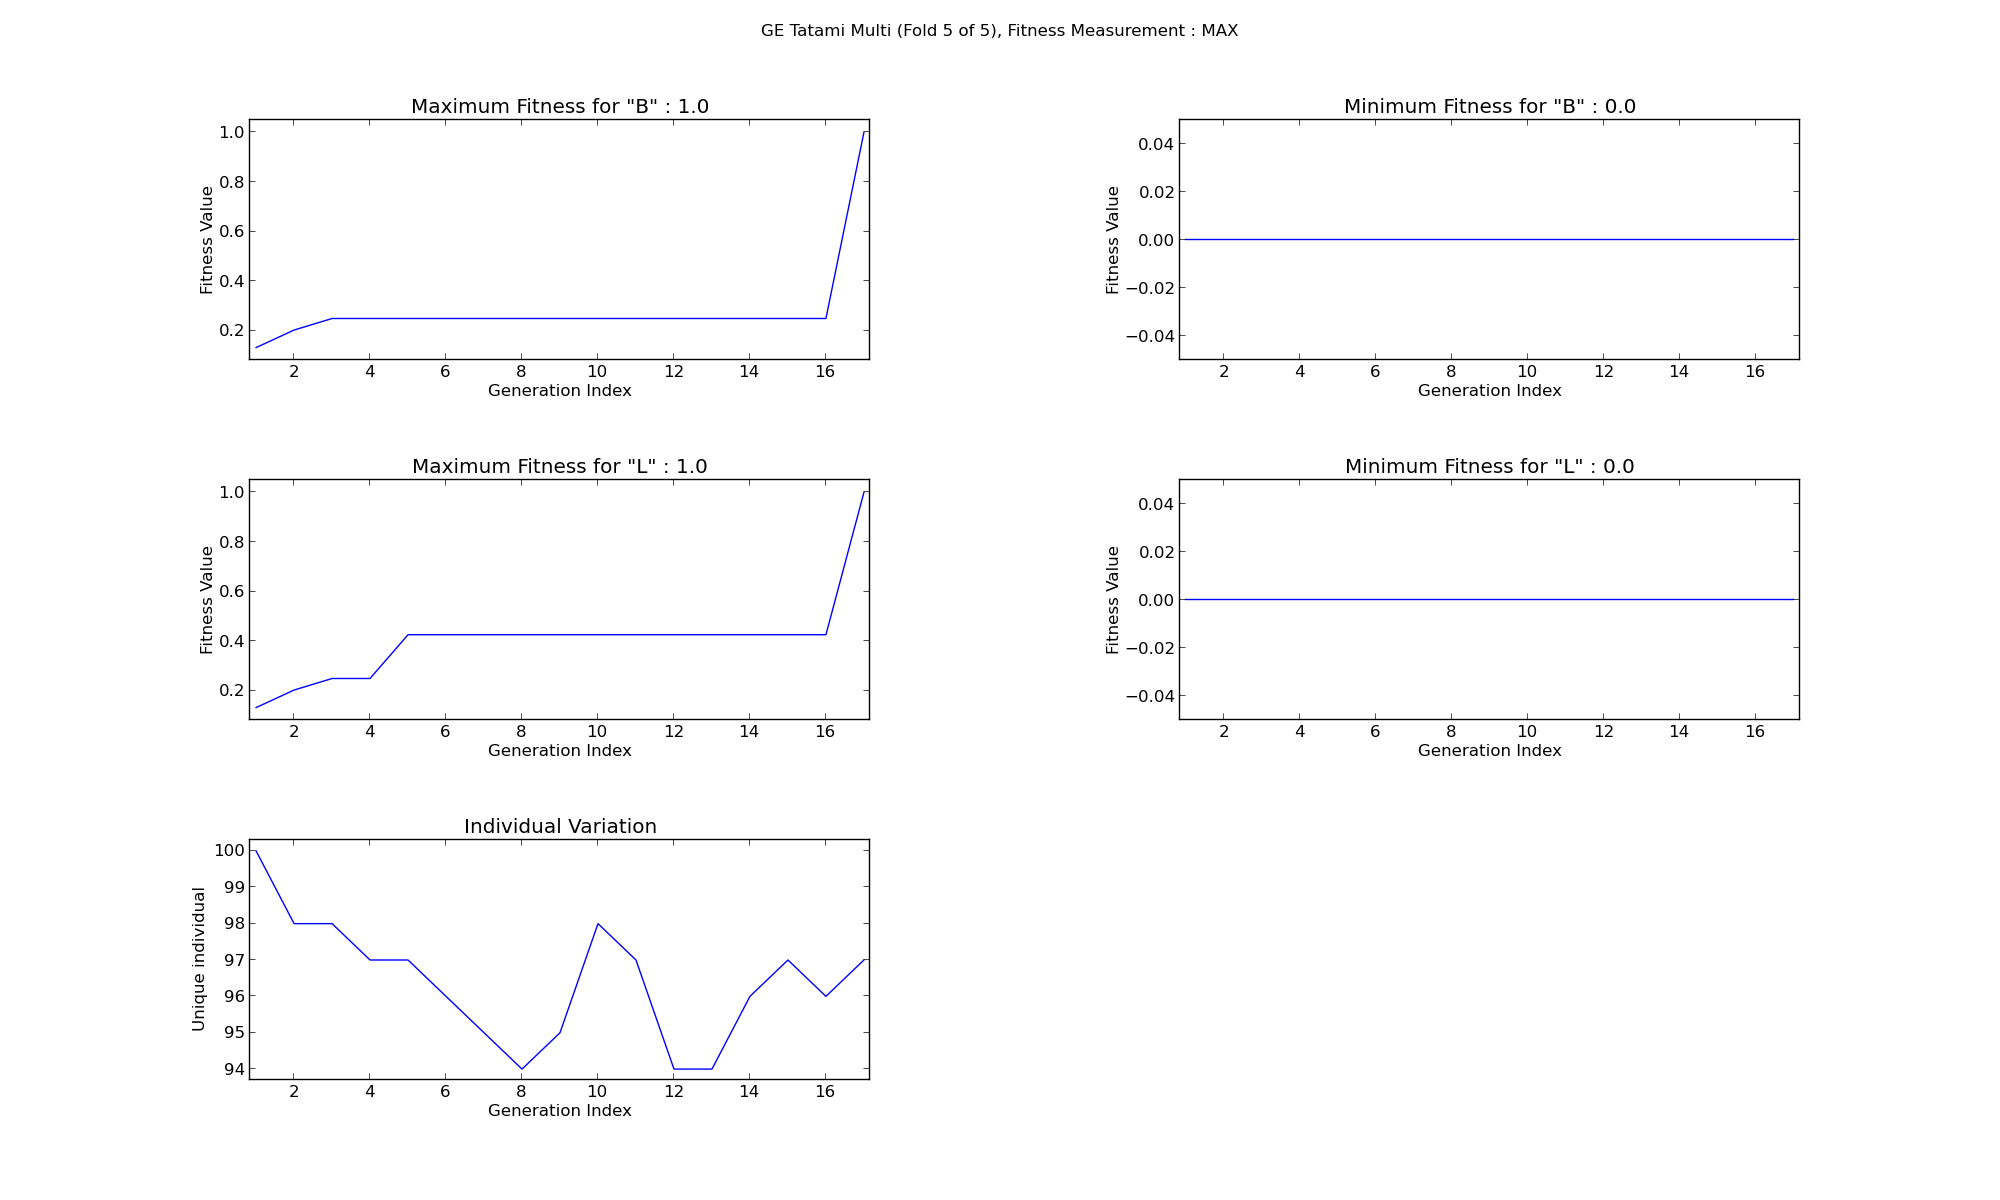 GE Tatami Multi (Fold 5 of 5), Fitness Measurement : MAX
Maximum Fitness for "B" : 1.0
1.0
0.8
0.6
0.4
0.2
Fitness Value
2 4 6 8 10 12 14 16
Generation Index
Minimum Fitness for "B" : 0.0
0.04
0.02
0.00
−0.02
−0.04
Fitness Value
2 4 6 8 10 12 14 16
Generation Index
Maximum Fitness for "L" : 1.0
1.0
0.8
0.6
0.4
0.2
Fitness Value
2 4 6 8 10 12 14 16
Generation Index
Minimum Fitness for "L" : 0.0
0.04
0.02
0.00
−0.02
−0.04
Fitness Value
2 4 6 8 10 12 14 16
Generation Index
Individual Variation
100
99
98
97
96
95
94
Unique individual
2 4 6 8 10 12 14 16
Generation Index